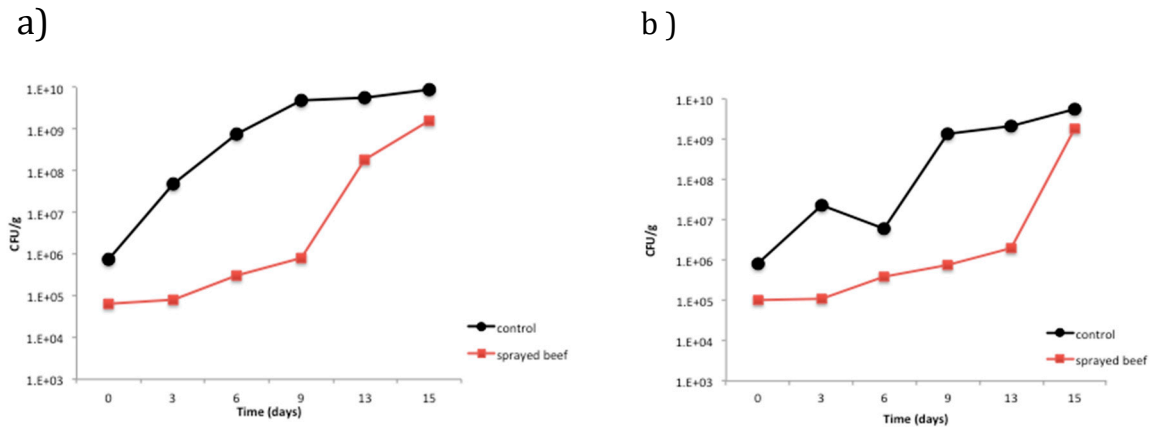 a)
1.E+10
1.E+09
1.E+08
1.E+07
1.E+06
1.E+05
1.E+04
1.E+03
CFU/g
0 3 6 9 13 15
Time (days)
control
sprayed beef
b )
1.E+10
1.E+09
1.E+08
1.E+07
1.E+06
1.E+05
1.E+04
1.E+03
CFU/g
0 3 6 9 13 15
Time (days)
control
sprayed beef